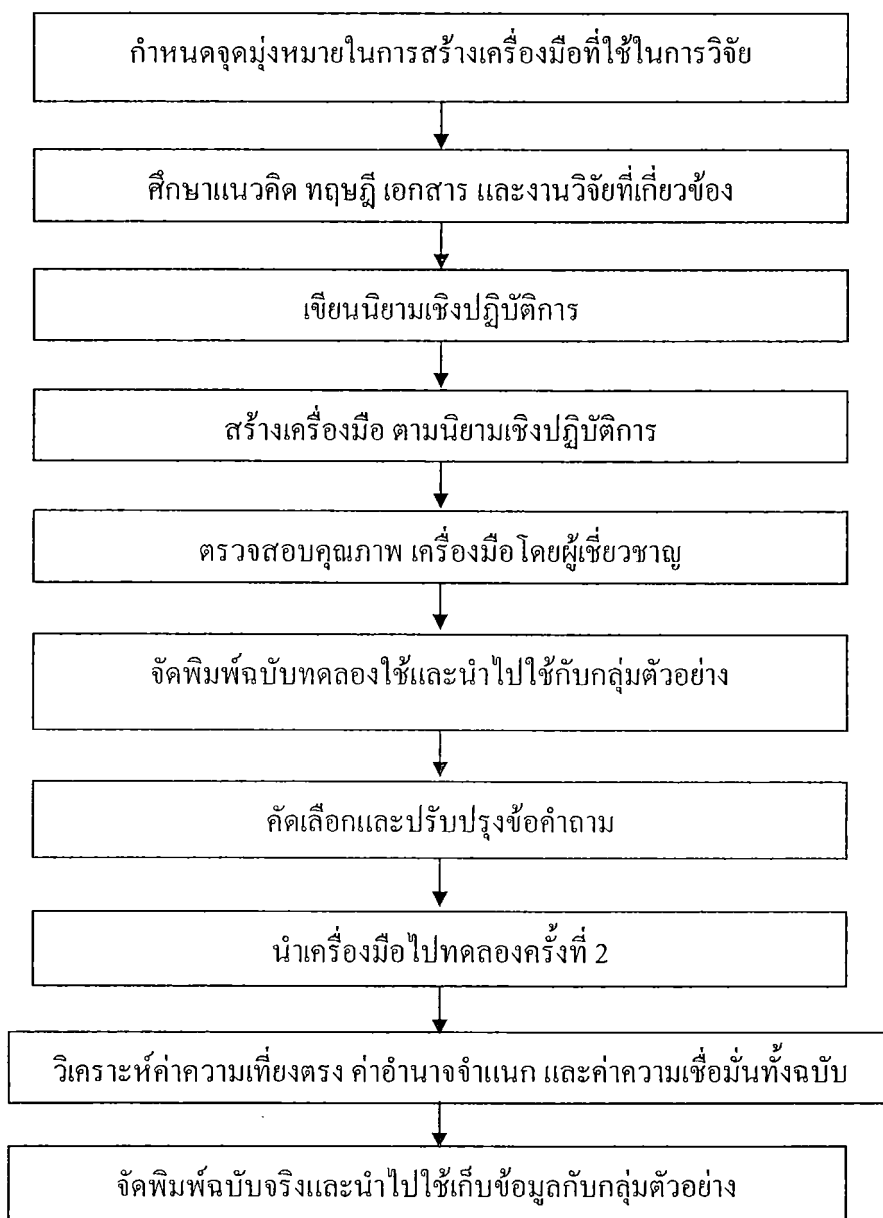 กำหนดจุดมุ่งหมายในการสร้างเครื่องมือที่ใช้ในการวิจัย
ศึกษาแนวคิด ทฤษฎี เอกสาร และงานวิจัยที่เกี่ยวข้อง
เขียนนิยามเชิงปฏิบัติการ
สร้างเครื่องมือ ตามนิยามเชิงปฏิบัติการ
ตรวจสอบคุณภาพ เครื่องมือโดยผู้เชี่ยวชาญ
จัดพิมพ์ฉบับทดลองใช้และนำไปใช้กับกลุ่มตัวอย่าง
คัดเลือกและปรับปรุงข้อคำถาม
นำเครื่องมือไปทดลองครั้งที่ 2
วิเคราะห์ค่าความเที่ยงตรง ค่าอำนาจจำแนก และค่าความเชื่อมั่นทั้งฉบับ
จัดพิมพ์ฉบับจริงและนำไปใช้เก็บข้อมูลกับกลุ่มตัวอย่าง